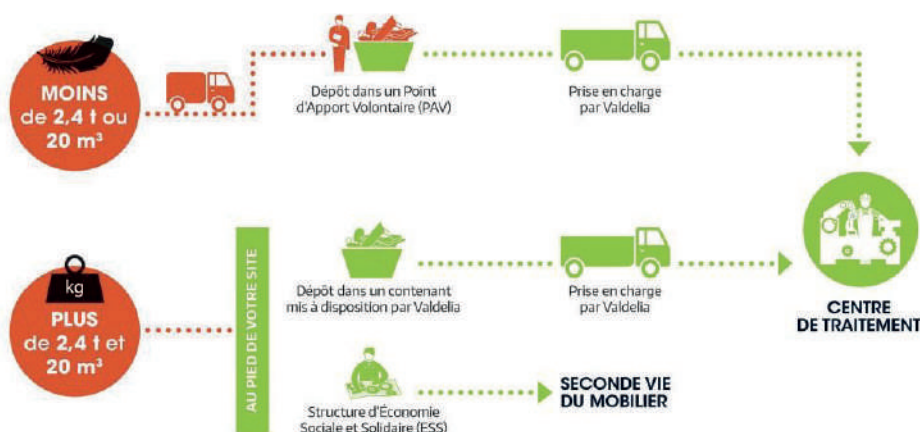 MOINS
de 2,4 t ou
20 m³
Dépôt dans un Point
d'Apport Volontaire (PAV)
Prise en charge
par Valdelia
kg
PLUS
de 2,4 t et
20 m³
AU PIED DE VOTRE SITE
Dépôt dans un contenant
mis à disposition par Valdelia
Prise en charge
par Valdelia
CENTRE
DE TRAITEMENT
Structure d'Économie
Sociale et Solidaire (ESS)
SECONDE VIE
DU MOBILIER